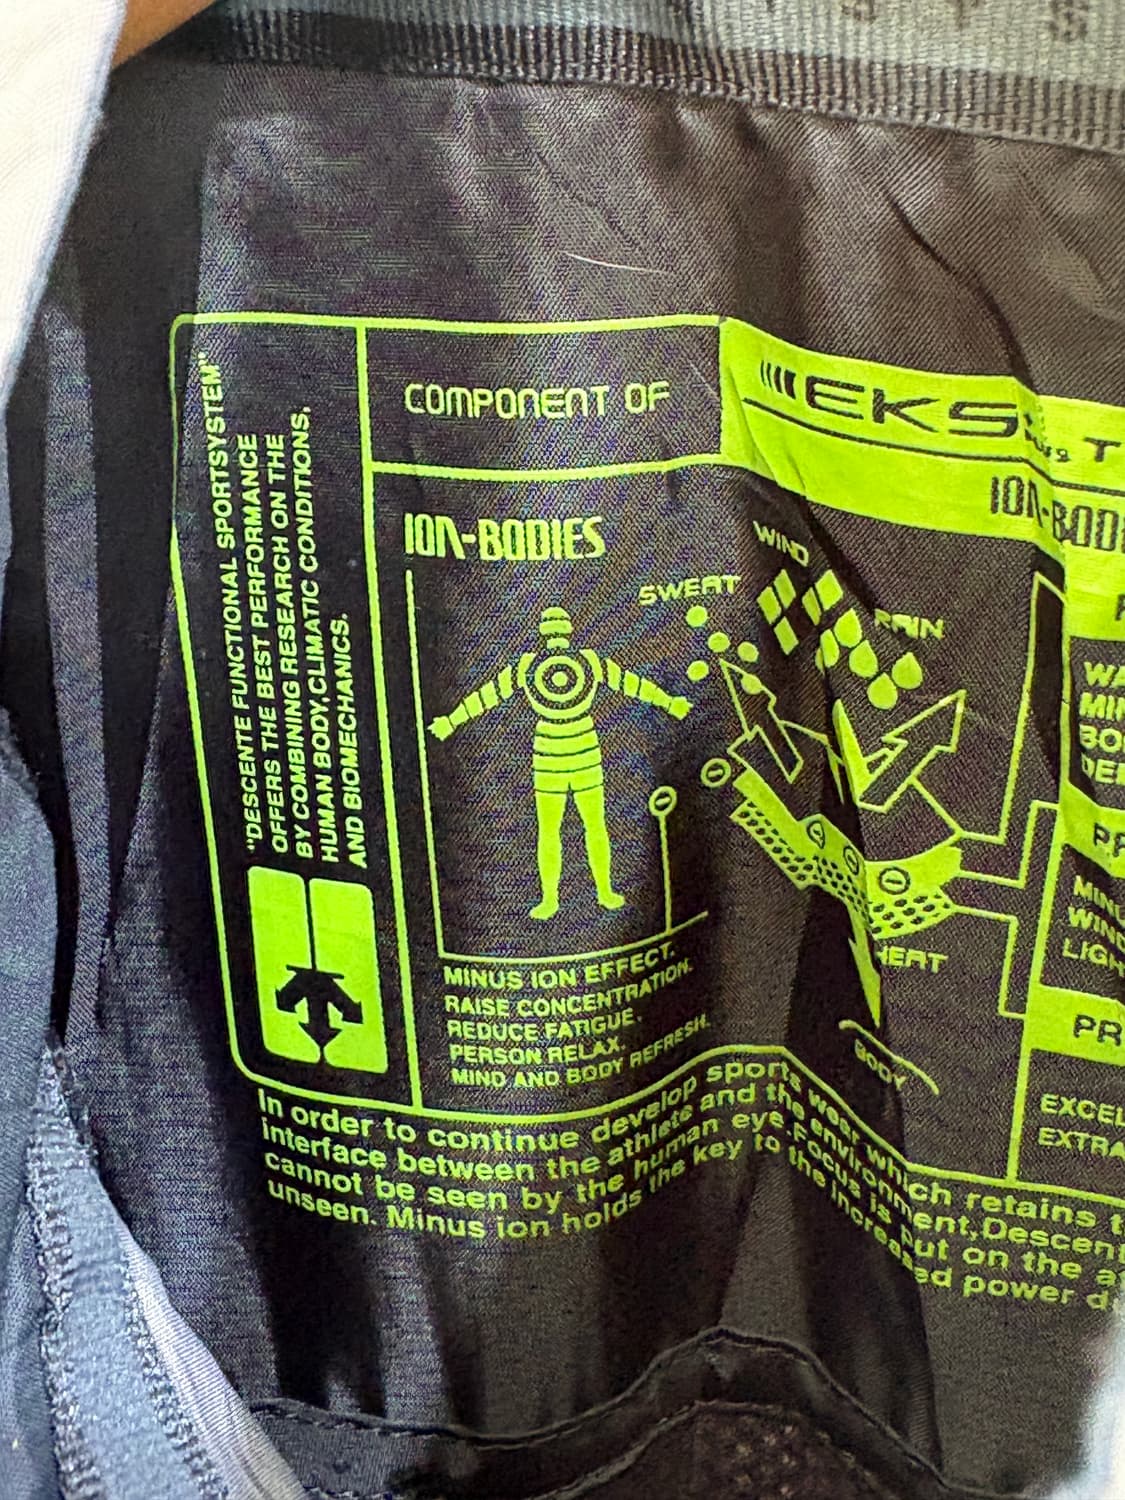 "DESCENTE FUNCTIONAL SPORTSYSTEM"
OFFERS THE BEST PERFORMANCE
BY COMBINING RESEARCH ON THE
HUMAN BODY,CLIMATIC CONDITIONS,
AND BIOMECHANICS.
COMPONENT OF
EKS
ION-BODIES
SWEAT
WIND
RAIN
HEAT
BODY
MINUS ION EFFECT.
RAISE CONCENTRATION.
REDUCE FATIGUE.
PERSON RELAX.
MIND AND BODY REFRESH.
In order to continue develop sports wear which retains
interface between the athlete and the environment,Descent
cannot be seen by the human eye.Focus is put on the
unseen. Minus ion holds the key to the increased power